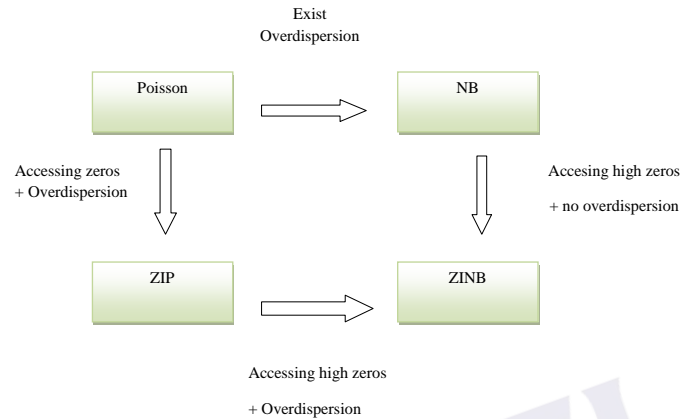 Exist
Overdispersion
Poisson
NB
Accessing zeros
+ Overdispersion
Accesing high zeros
+ no overdispersion
ZIP
ZINB
Accessing high zeros
+ Overdispersion